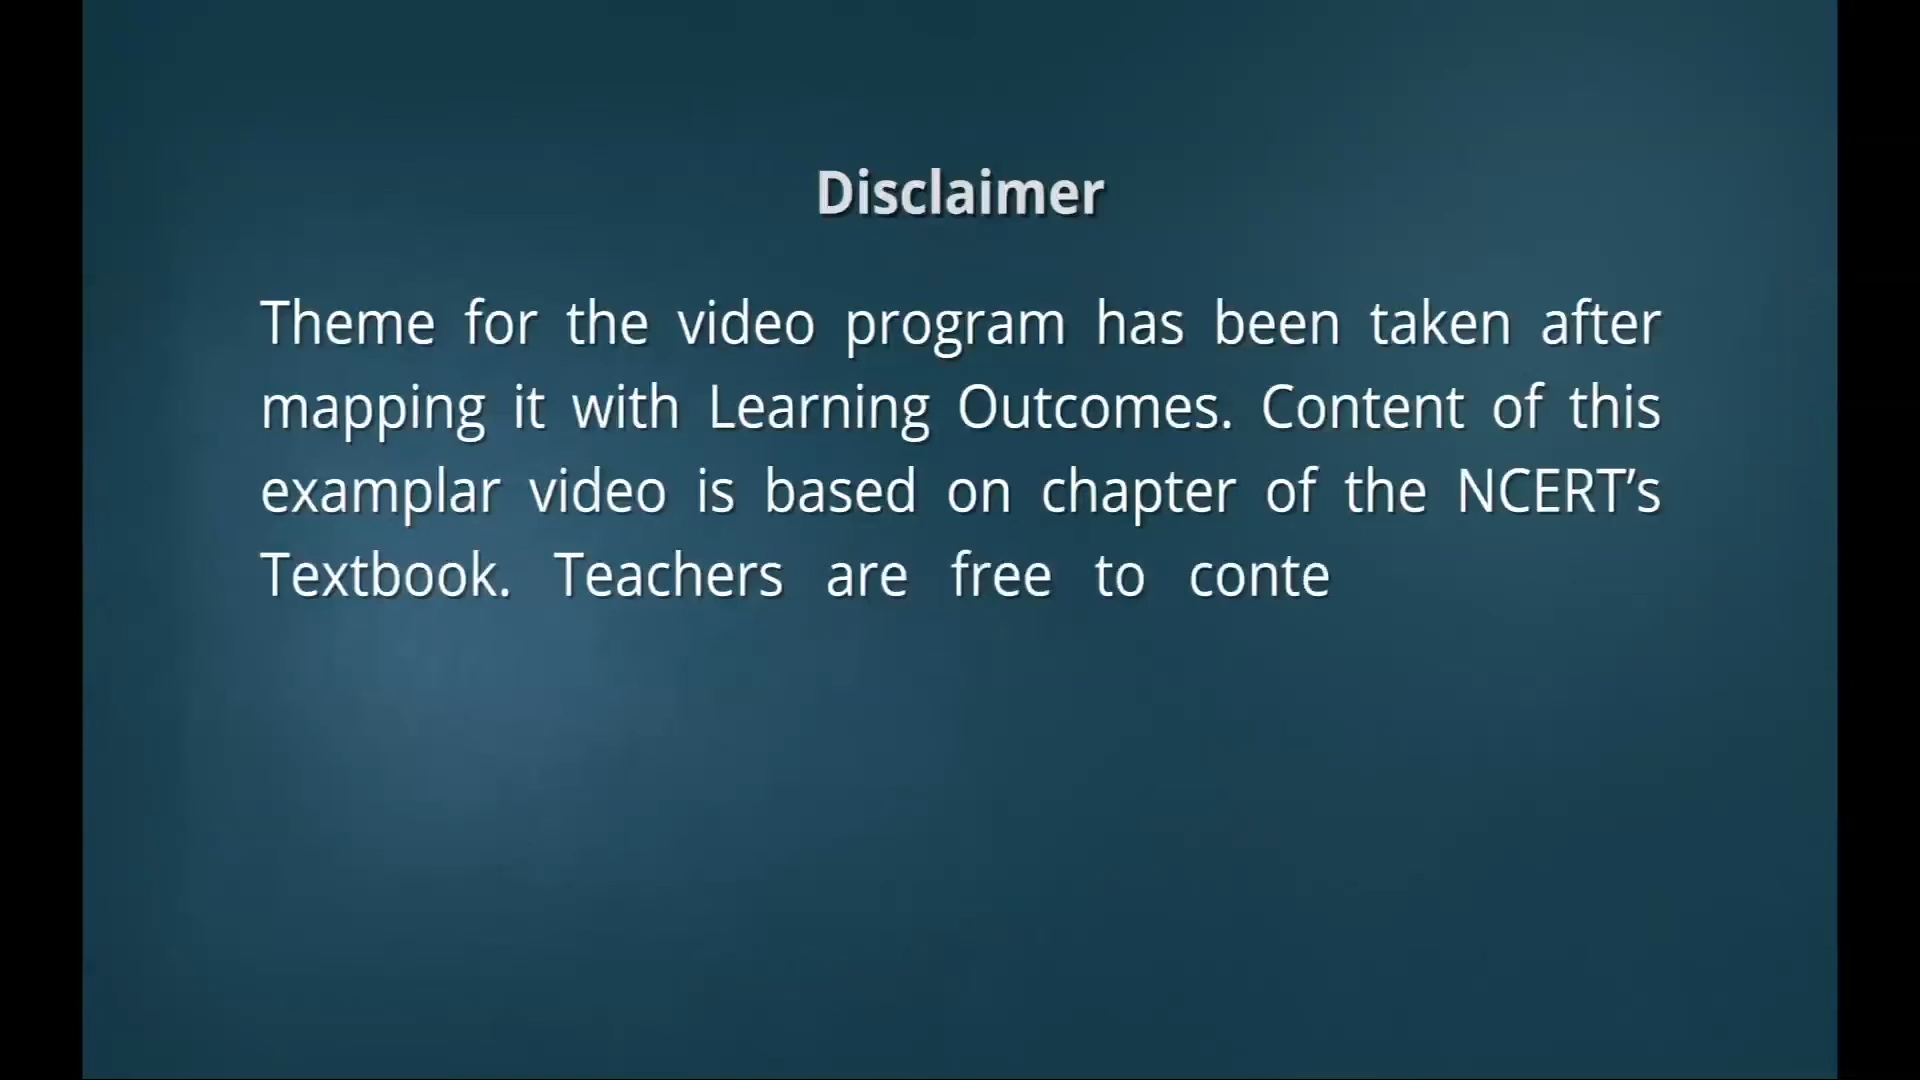 Disclaimer
Theme for the video program has been taken after
mapping it with Learning Outcomes. Content of this
examplar video is based on chapter of the NCERT’s
Textbook. Teachers are free to conte